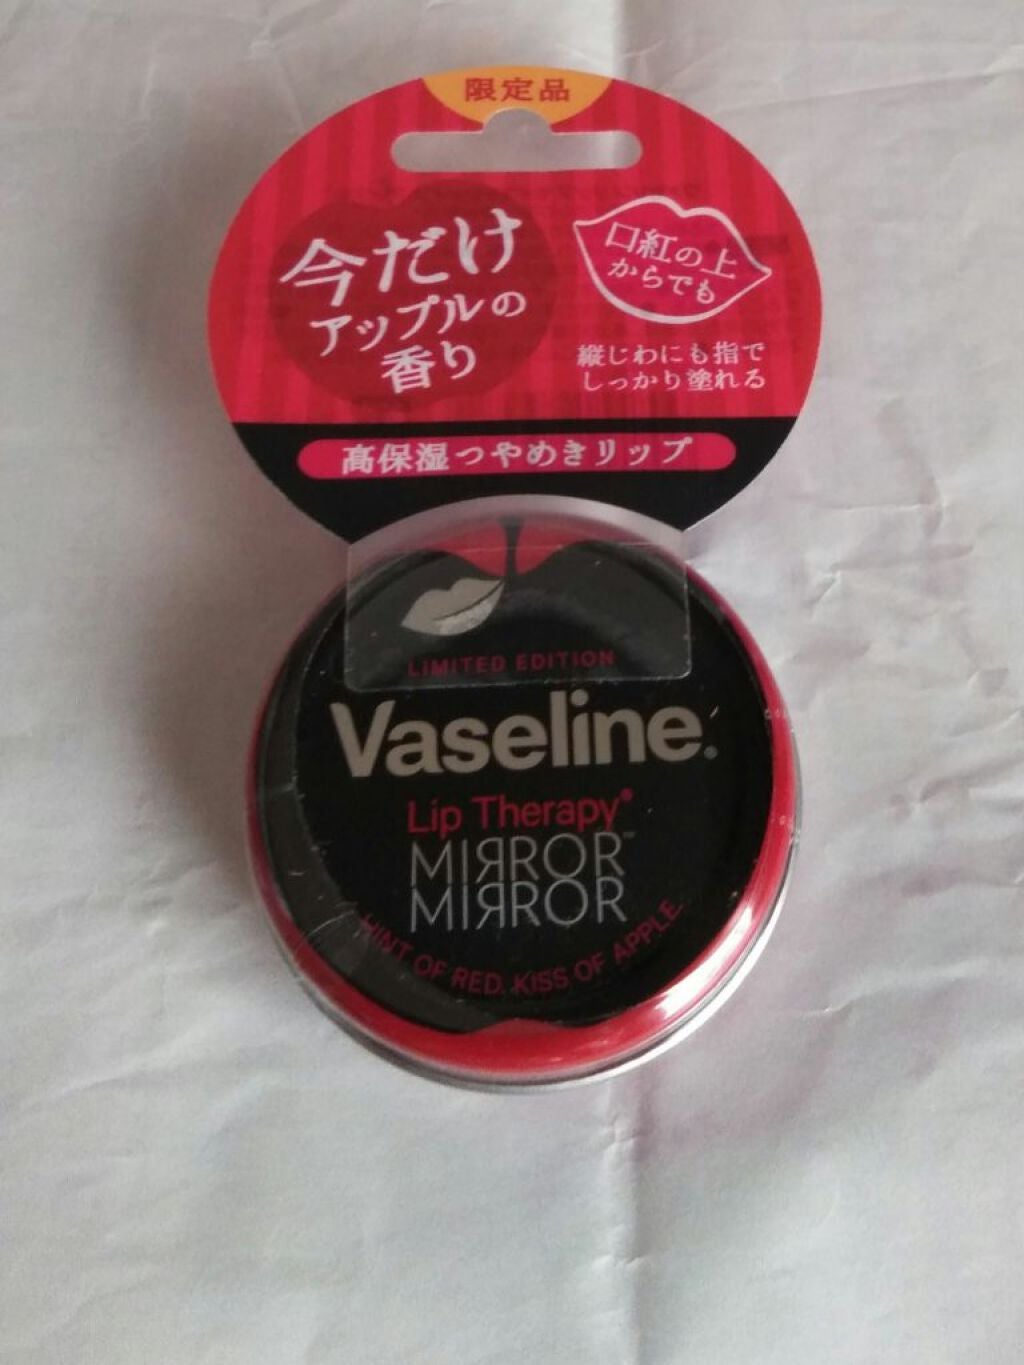 限定品
今だけ
アップルの
香り
口紅の上
からでも
縦じわにも指で
しっかり塗れる
高保湿つやめきリップ
LIMITED EDITION
Vaseline.
Lip Therapy®
MIЯROR™
MIЯROR
HINT OF RED. KISS OF APPLE.